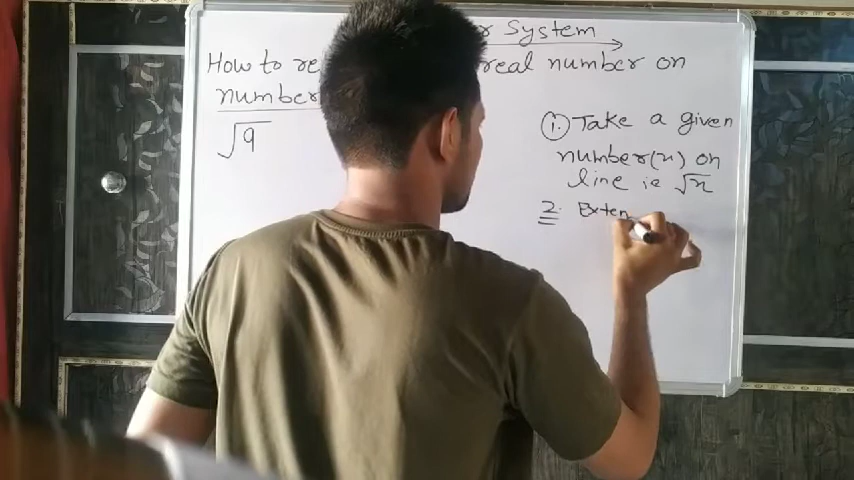 System
How to re real number on
number
√9
1. Take a given
number(n) on
line ie √n
2. Exten